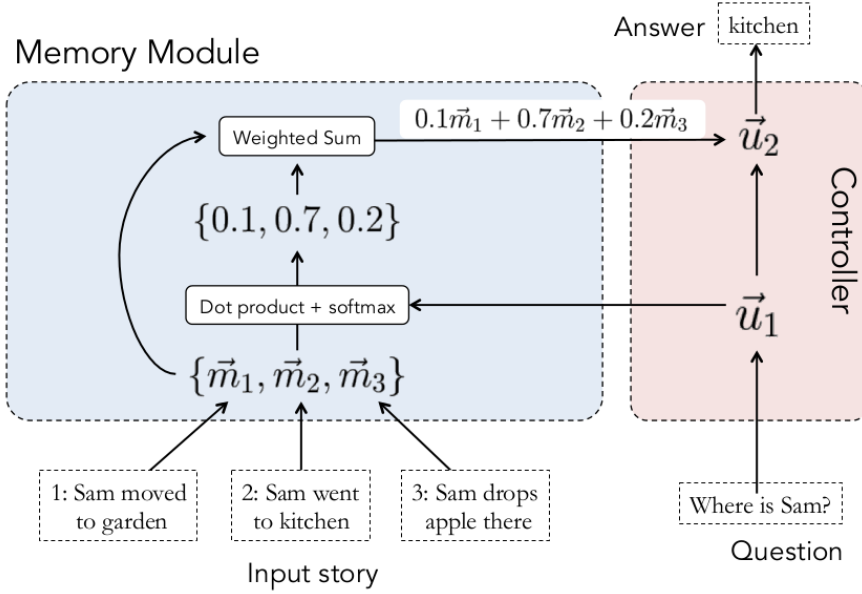 Answer
kitchen
Memory Module
Weighted Sum
0.1m⃗₁ + 0.7m⃗₂ + 0.2m⃗₃
u⃗₂
{0.1, 0.7, 0.2}
Controller
Dot product + softmax
u⃗₁
{m⃗₁, m⃗₂, m⃗₃}
1: Sam moved
to garden
2: Sam went
to kitchen
3: Sam drops
apple there
Where is Sam?
Question
Input story